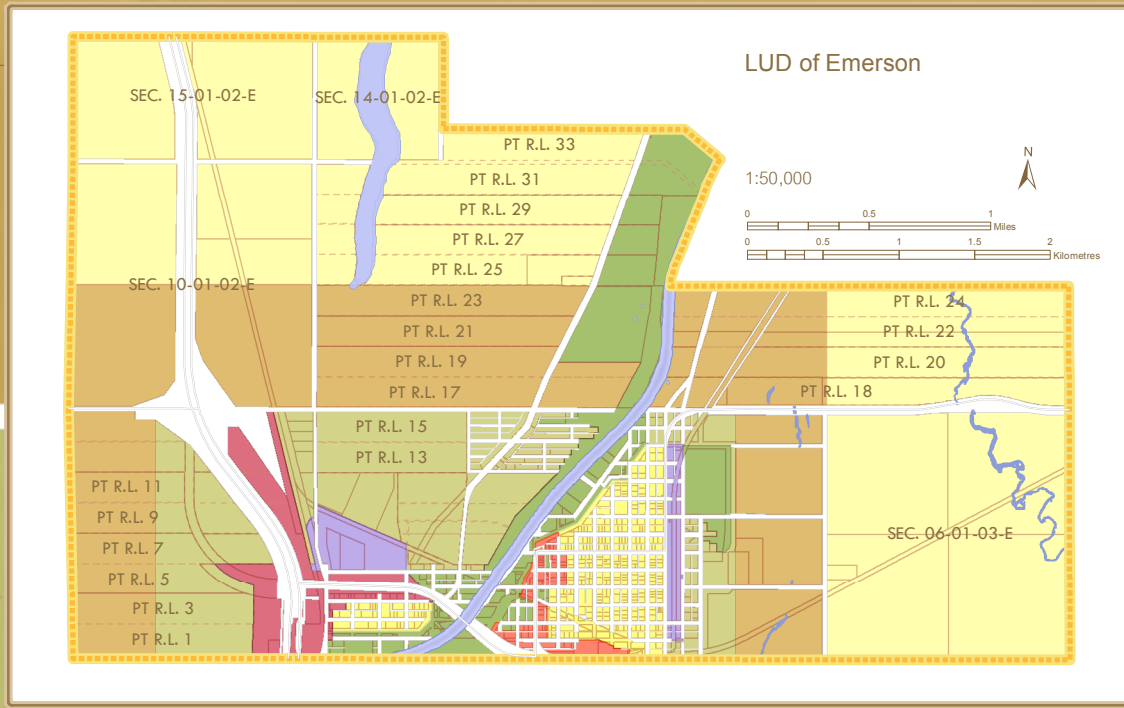 LUD of Emerson
SEC. 15-01-02-E
SEC. 14-01-02-E
PT R.L. 33
N
1:50,000
PT R.L. 31
PT R.L. 29
0 0.5 1
Miles
PT R.L. 27
0 0.5 1 1.5 2
Kilometres
PT R.L. 25
SEC. 10-01-02-E
PT R.L. 23
PT R.L. 24
PT R.L. 21
PT R.L. 22
PT R.L. 19
PT R.L. 20
PT R.L. 17
PT R.L. 18
PT R.L. 15
PT R.L. 13
PT R.L. 11
PT R.L. 9
SEC. 06-01-03-E
PT R.L. 7
PT R.L. 5
PT R.L. 3
PT R.L. 1